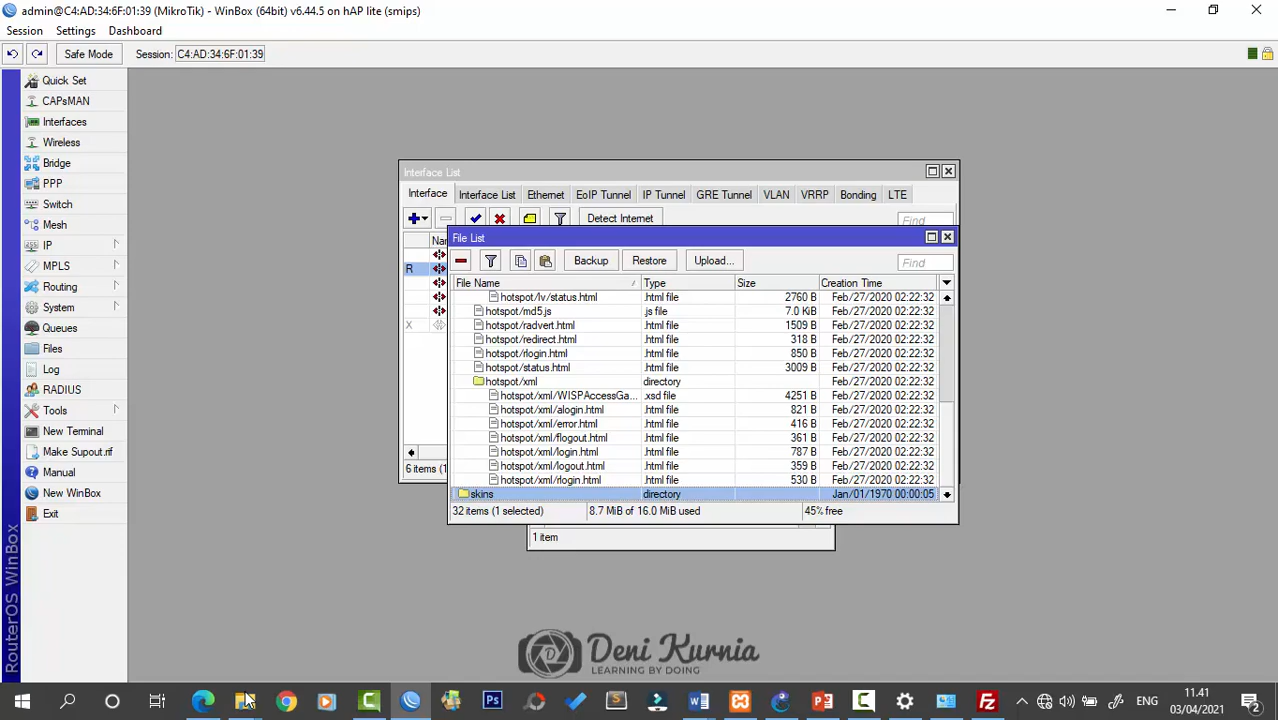 admin@C4:AD:34:6F:01:39 (MikroTik) - WinBox (64bit) v6.44.5 on hAP lite (smips)
Session Settings Dashboard
Safe Mode Session: C4:AD:34:6F:01:39
Quick Set
CAPsMAN
Interfaces
Wireless
Bridge
PPP
Switch
Mesh
IP
MPLS
Routing
System
Queues
Files
Log
RADIUS
Tools
New Terminal
Make Supout.rif
Manual
New WinBox
Exit
RouterOS WinBox
Interface List
Interface Interface List Ethernet EoIP Tunnel IP Tunnel GRE Tunnel VLAN VRRP Bonding LTE
Detect Internet Find
R
X
6 items (1
File List
Backup Restore Upload... Find
File Name Type Size Creation Time
hotspot/lv/status.html .html file 2760 B Feb/27/2020 02:22:32
hotspot/md5.js .js file 7.0 KiB Feb/27/2020 02:22:32
hotspot/radvert.html .html file 1509 B Feb/27/2020 02:22:32
hotspot/redirect.html .html file 318 B Feb/27/2020 02:22:32
hotspot/rlogin.html .html file 850 B Feb/27/2020 02:22:32
hotspot/status.html .html file 3009 B Feb/27/2020 02:22:32
hotspot/xml directory Feb/27/2020 02:22:32
hotspot/xml/WISPAccessGa... .xsd file 4251 B Feb/27/2020 02:22:32
hotspot/xml/alogin.html .html file 821 B Feb/27/2020 02:22:32
hotspot/xml/error.html .html file 416 B Feb/27/2020 02:22:32
hotspot/xml/flogout.html .html file 361 B Feb/27/2020 02:22:32
hotspot/xml/login.html .html file 787 B Feb/27/2020 02:22:32
hotspot/xml/logout.html .html file 359 B Feb/27/2020 02:22:32
hotspot/xml/rlogin.html .html file 530 B Feb/27/2020 02:22:32
skins directory Jan/01/1970 00:00:05
32 items (1 selected) 8.7 MiB of 16.0 MiB used 45% free
1 item
Deni Kurnia
LEARNING BY DOING
ENG
11.41
03/04/2021
2